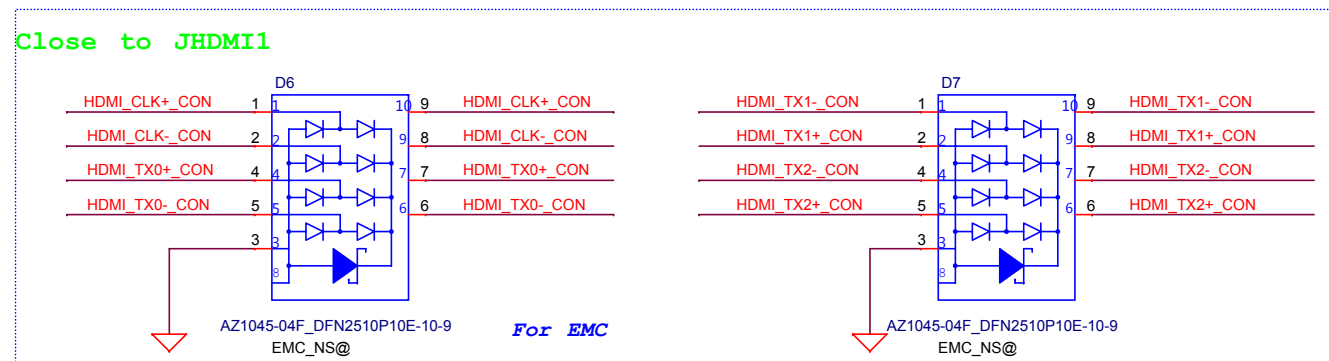 Close to JHDMI1
D6
HDMI_CLK+_CON 1 1 10 9 HDMI_CLK+_CON
HDMI_CLK-_CON 2 2 9 8 HDMI_CLK-_CON
HDMI_TX0+_CON 4 4 7 7 HDMI_TX0+_CON
HDMI_TX0-_CON 5 5 6 6 HDMI_TX0-_CON
3 3
8
AZ1045-04F_DFN2510P10E-10-9
EMC_NS@
For EMC
D7
HDMI_TX1-_CON 1 1 10 9 HDMI_TX1-_CON
HDMI_TX1+_CON 2 2 9 8 HDMI_TX1+_CON
HDMI_TX2-_CON 4 4 7 7 HDMI_TX2-_CON
HDMI_TX2+_CON 5 5 6 6 HDMI_TX2+_CON
3 3
8
AZ1045-04F_DFN2510P10E-10-9
EMC_NS@